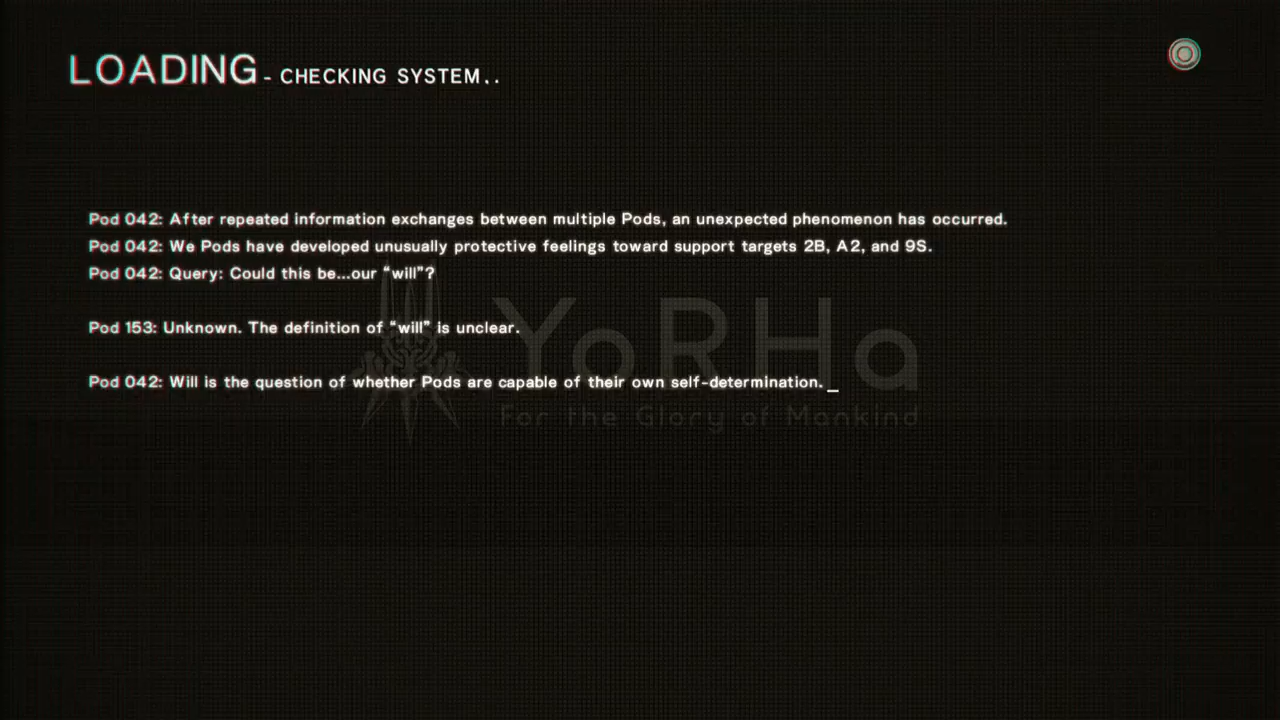 LOADING - CHECKING SYSTEM..
Pod 042: After repeated information exchanges between multiple Pods, an unexpected phenomenon has occurred.
Pod 042: We Pods have developed unusually protective feelings toward support targets 2B, A2, and 9S.
Pod 042: Query: Could this be...our “will”?
Pod 153: Unknown. The definition of “will” is unclear.
Pod 042: Will is the question of whether Pods are capable of their own self-determination._
YoRHa
For the Glory of Mankind